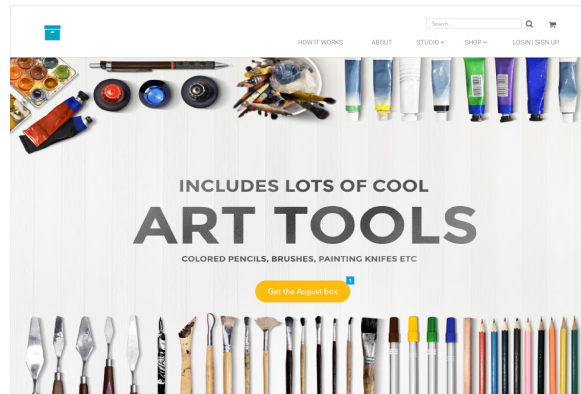 Search...
HOW IT WORKS ABOUT STUDIO SHOP LOGIN | SIGN UP
INCLUDES LOTS OF COOL
ART TOOLS
COLORED PENCILS, BRUSHES, PAINTING KNIFES ETC
Get the August box
1